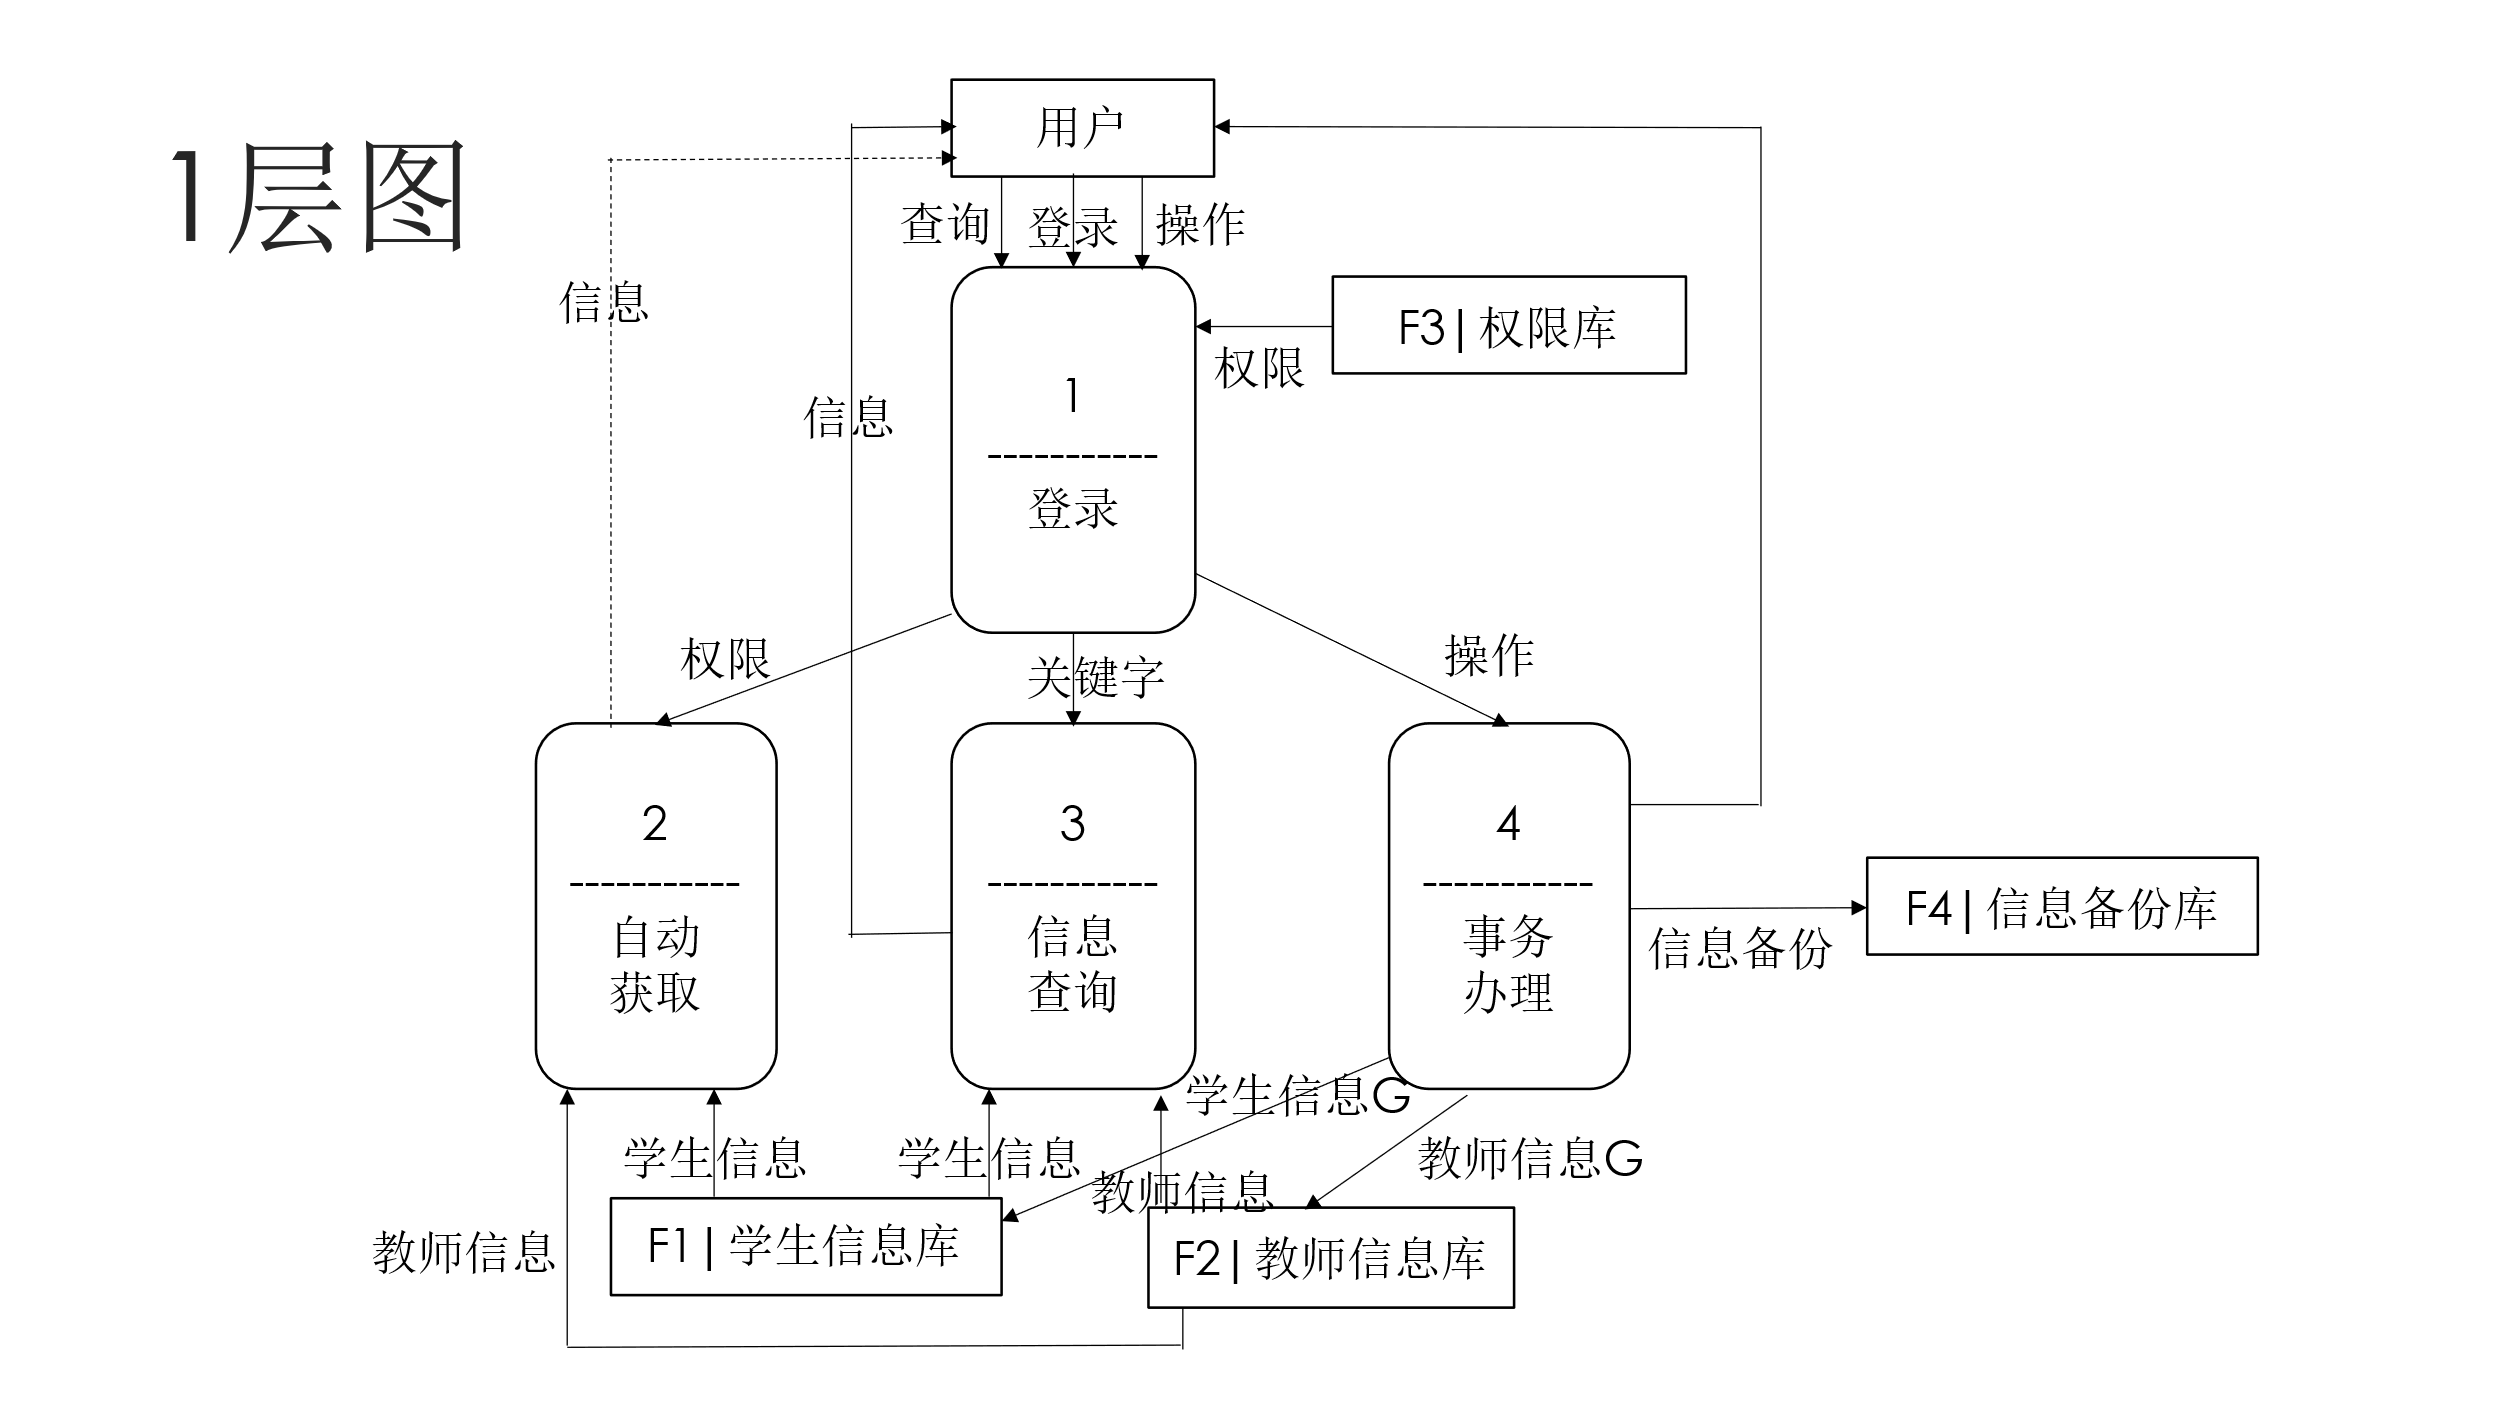 1层图
用户
查询
登录
操作
信息
F3|权限库
权限
信息
1
-----------
登录
权限
关键字
操作
2
-----------
自动
获取
3
-----------
信息
查询
4
-----------
事务
办理
F4|信息备份库
信息备份
学生信息G
学生信息
学生信息
教师信息
教师信息G
教师信息
F1|学生信息库
F2|教师信息库